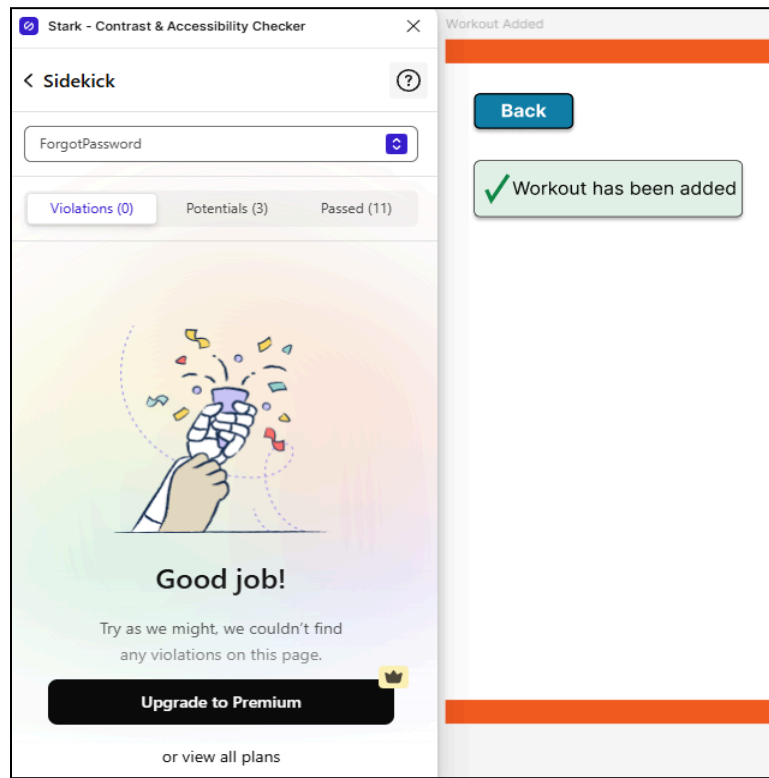 Stark - Contrast & Accessibility Checker
Workout Added
Sidekick
?
ForgotPassword
Back
Workout has been added
Violations (0)
Potentials (3)
Passed (11)
Good job!
Try as we might, we couldn't find
any violations on this page.
Upgrade to Premium
or view all plans